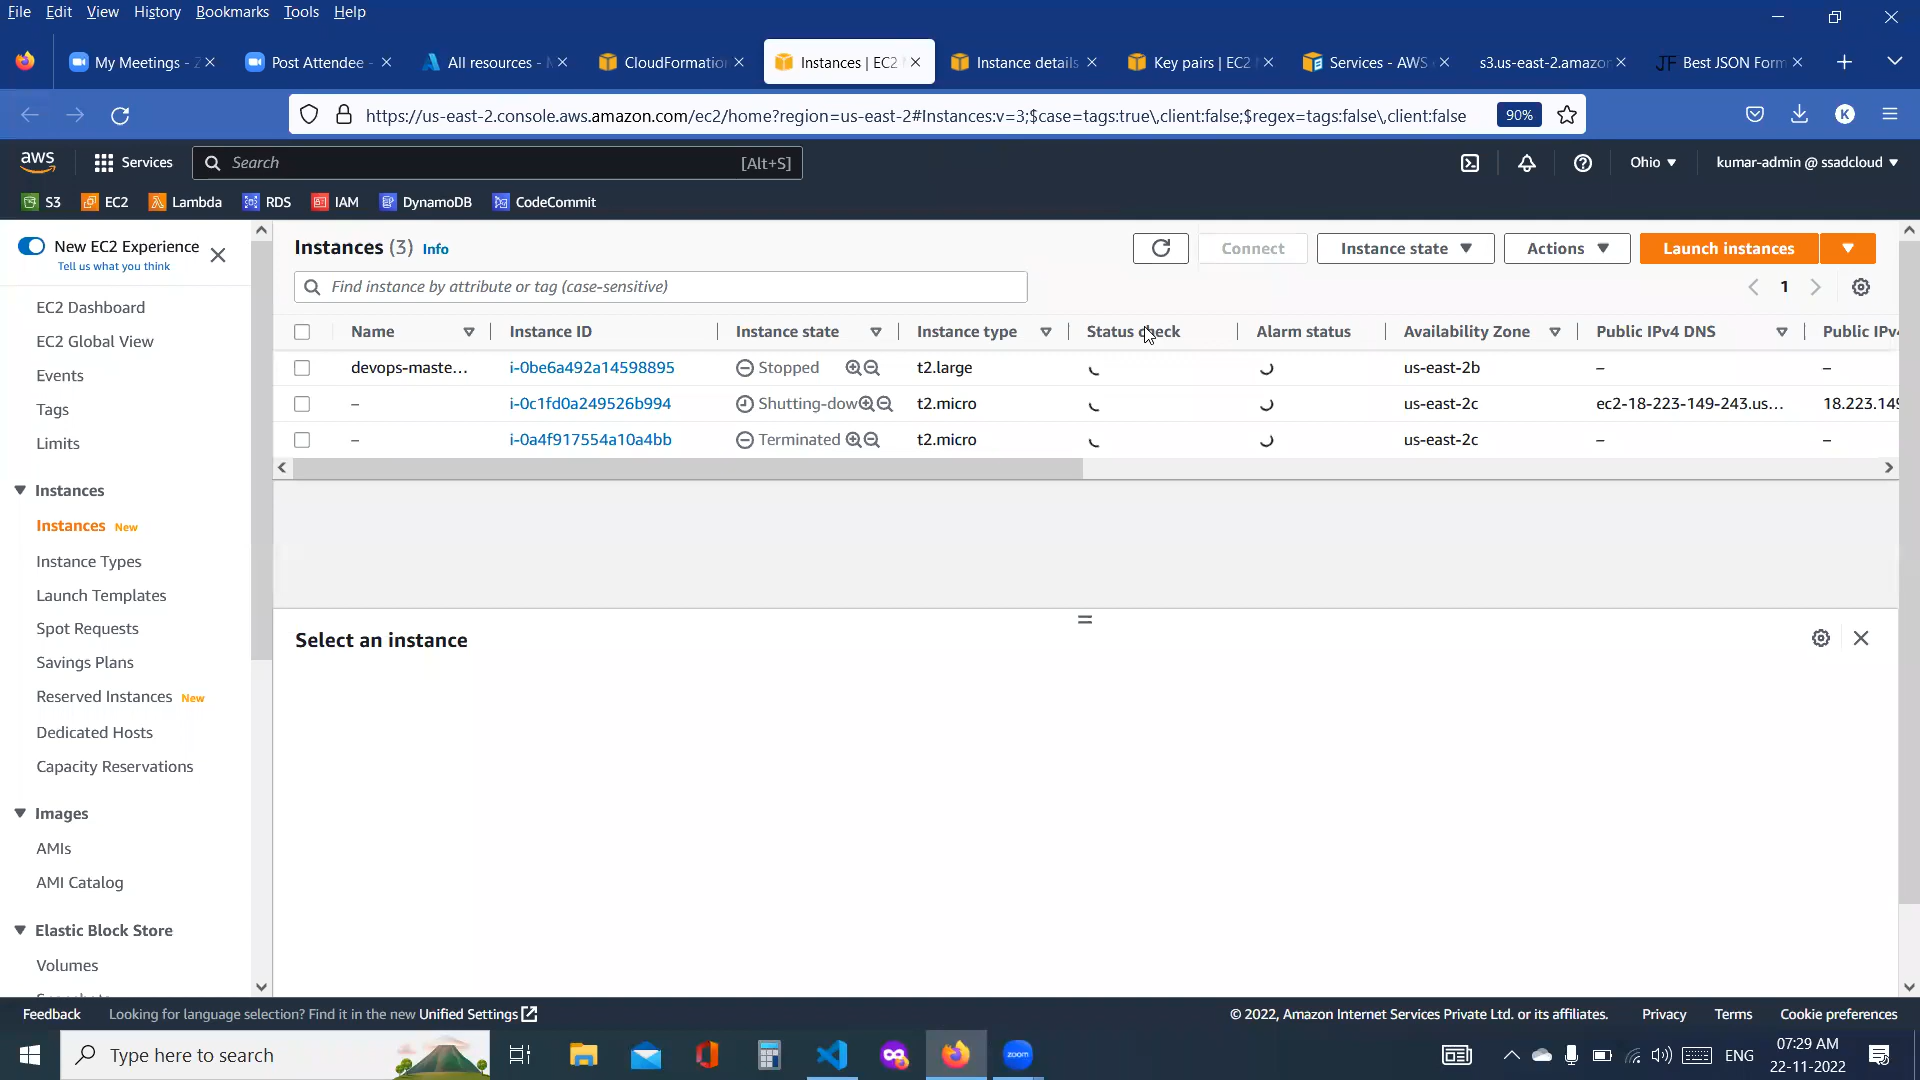 File Edit View History Bookmarks Tools Help
My Meetings - Z
Post Attendee -
All resources -
CloudFormatio
Instances | EC2
Instance details
Key pairs | EC2
Services - AWS
s3.us-east-2.amazon
JF Best JSON Form
https://us-east-2.console.aws.amazon.com/ec2/home?region=us-east-2#Instances:v=3;$case=tags:true\,client:false;$regex=tags:false\,client:false
90%
K
aws
Services
Search
[Alt+S]
Ohio
kumar-admin @ ssadcloud
S3 EC2 Lambda RDS IAM DynamoDB CodeCommit
New EC2 Experience
Tell us what you think
EC2 Dashboard
EC2 Global View
Events
Tags
Limits
Instances
Instances New
Instance Types
Launch Templates
Spot Requests
Savings Plans
Reserved Instances New
Dedicated Hosts
Capacity Reservations
Images
AMIs
AMI Catalog
Elastic Block Store
Volumes
Instances (3) Info
Connect
Instance state
Actions
Launch instances
Find instance by attribute or tag (case-sensitive)
1
Name Instance ID Instance state Instance type Status check Alarm status Availability Zone Public IPv4 DNS Public IPv4
devops-maste... i-0be6a492a14598895 Stopped t2.large us-east-2b – –
– i-0c1fd0a249526b994 Shutting-dow t2.micro us-east-2c ec2-18-223-149-243.us... 18.223.149
– i-0a4f917554a10a4bb Terminated t2.micro us-east-2c – –
Select an instance
Feedback
Looking for language selection? Find it in the new Unified Settings
© 2022, Amazon Internet Services Private Ltd. or its affiliates.
Privacy
Terms
Cookie preferences
Type here to search
zoom
ENG
07:29 AM
22-11-2022